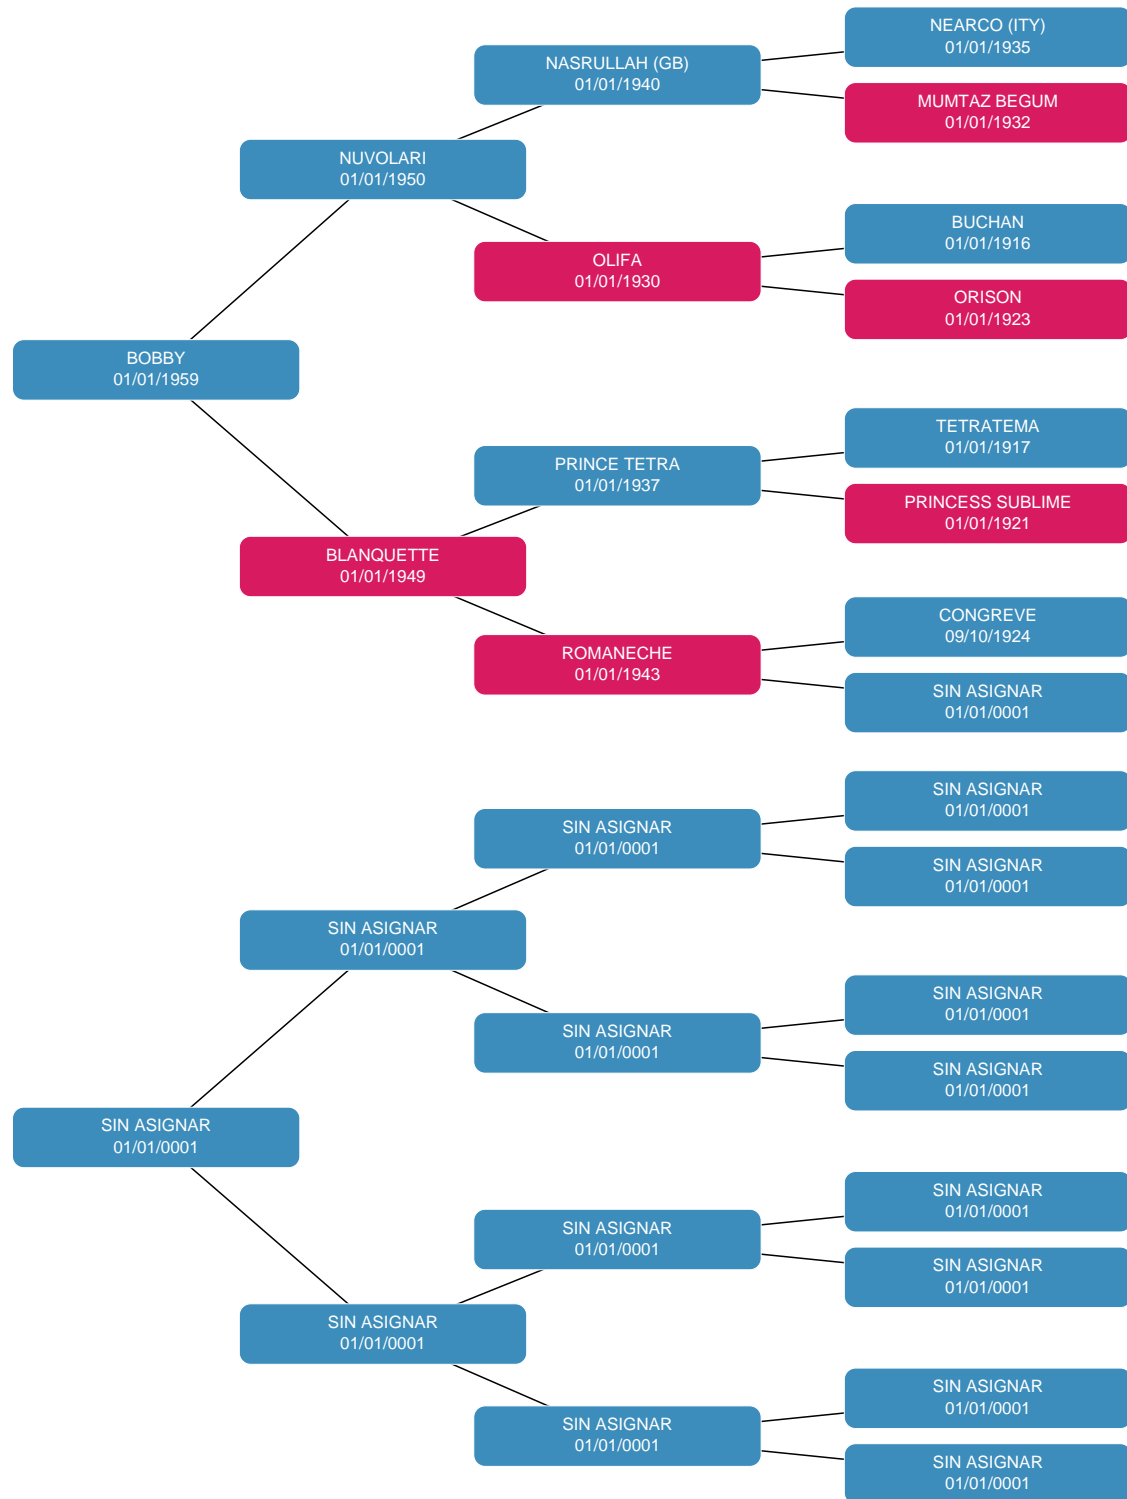 NEARCO (ITY)
01/01/1935
NASRULLAH (GB)
01/01/1940
MUMTAZ BEGUM
01/01/1932
NUVOLARI
01/01/1950
BUCHAN
01/01/1916
OLIFA
01/01/1930
ORISON
01/01/1923
BOBBY
01/01/1959
TETRATEMA
01/01/1917
PRINCE TETRA
01/01/1937
PRINCESS SUBLIME
01/01/1921
BLANQUETTE
01/01/1949
CONGREVE
09/10/1924
ROMANECHE
01/01/1943
SIN ASIGNAR
01/01/0001
SIN ASIGNAR
01/01/0001
SIN ASIGNAR
01/01/0001
SIN ASIGNAR
01/01/0001
SIN ASIGNAR
01/01/0001
SIN ASIGNAR
01/01/0001
SIN ASIGNAR
01/01/0001
SIN ASIGNAR
01/01/0001
SIN ASIGNAR
01/01/0001
SIN ASIGNAR
01/01/0001
SIN ASIGNAR
01/01/0001
SIN ASIGNAR
01/01/0001
SIN ASIGNAR
01/01/0001
SIN ASIGNAR
01/01/0001
SIN ASIGNAR
01/01/0001
SIN ASIGNAR
01/01/0001